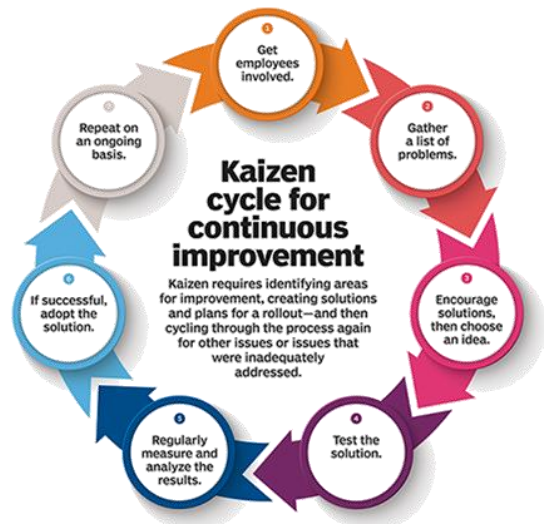 Kaizen
cycle for
continuous
improvement
Kaizen requires identifying areas
for improvement, creating solutions
and plans for a rollout—and then
cycling through the process again
for other issues or issues that
were inadequately
addressed.
1
Get
employees
involved.
2
Gather
a list of
problems.
3
Encourage
solutions,
then choose
an idea.
4
Test the
solution.
5
Regularly
measure and
analyze the
results.
6
If successful,
adopt the
solution.
Repeat on
an ongoing
basis.